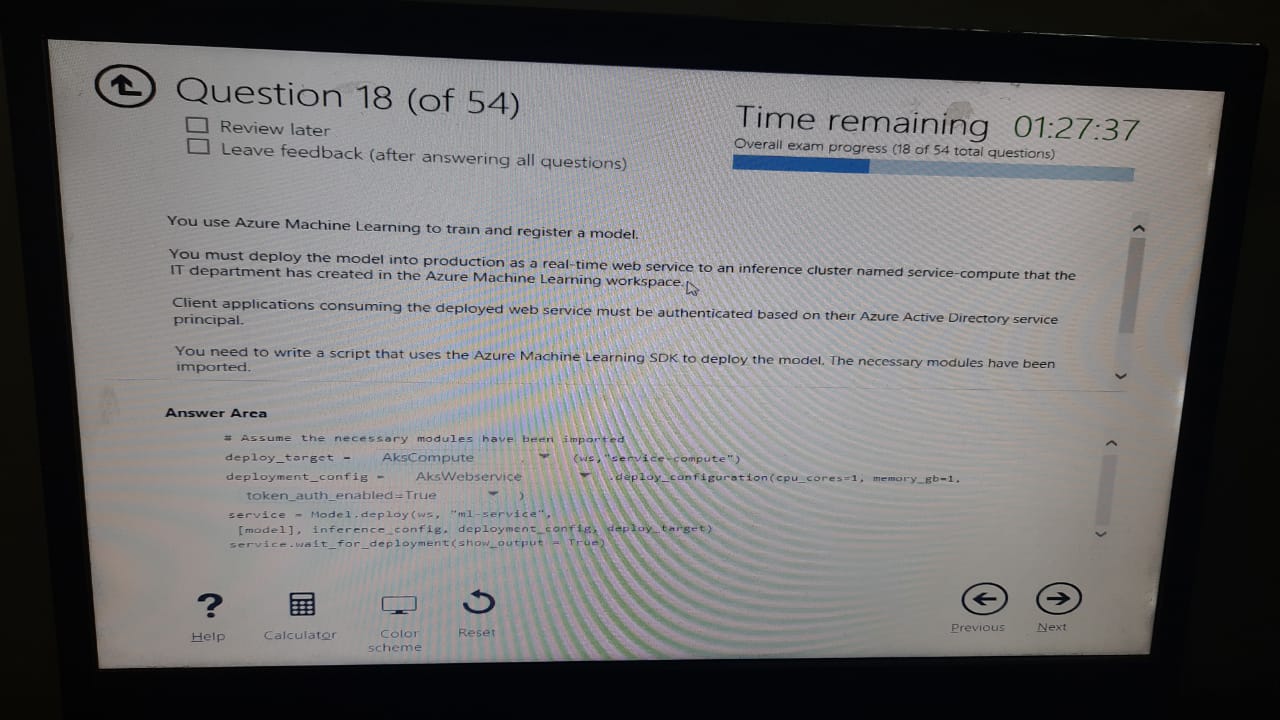 Question 18 (of 54)
Review later
Leave feedback (after answering all questions)
Time remaining 01:27:37
Overall exam progress (18 of 54 total questions)
You use Azure Machine Learning to train and register a model.
You must deploy the model into production as a real-time web service to an inference cluster named service-compute that the
IT department has created in the Azure Machine Learning workspace.
Client applications consuming the deployed web service must be authenticated based on their Azure Active Directory service
principal.
You need to write a script that uses the Azure Machine Learning SDK to deploy the model. The necessary modules have been
imported.
Answer Area
# Assume the necessary modules have been imported
deploy_target = AksCompute (ws,"service-compute")
deployment_config = AksWebservice .deploy_configuration(cpu_cores=1, memory_gb=1,
token_auth_enabled=True )
service = Model.deploy(ws, "ml-service",
[model], inference_config, deployment_config, deploy_target)
service.wait_for_deployment(show_output = True)
?
Help
Calculator
Color
scheme
Reset
Previous
Next